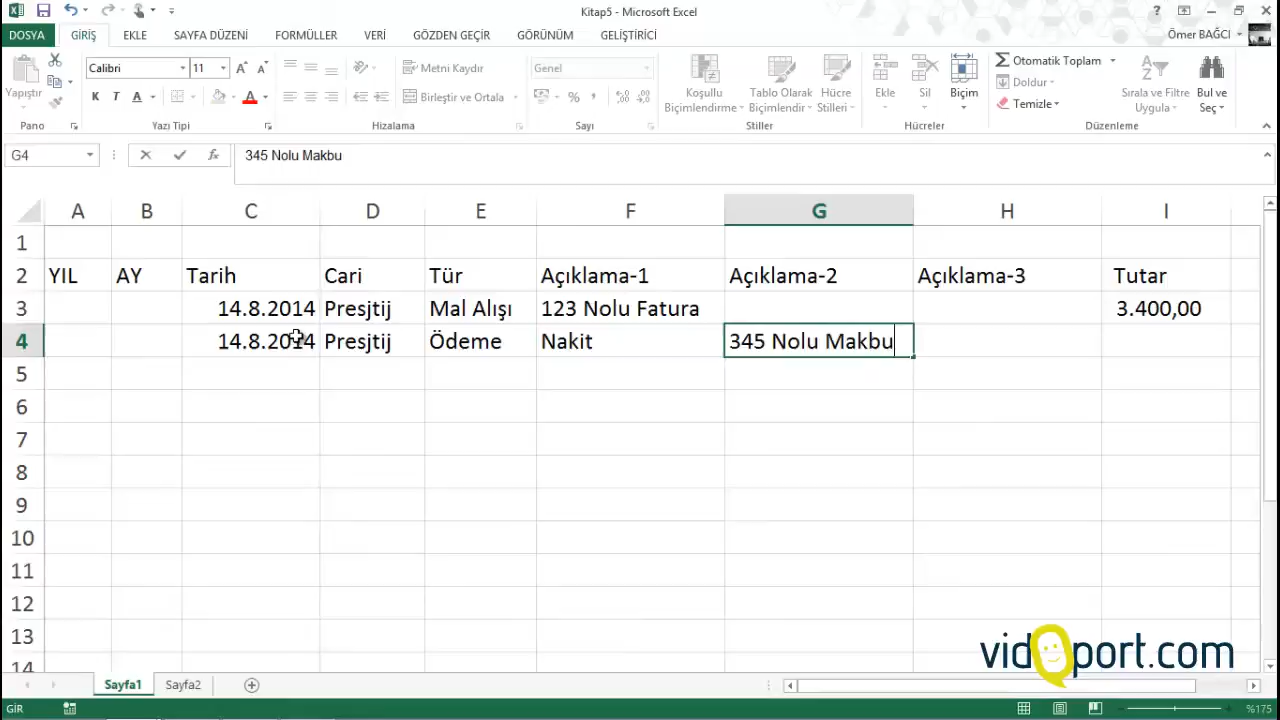 Kitap5 - Microsoft Excel
DOSYA GİRİŞ EKLE SAYFA DÜZENİ FORMÜLLER VERİ GÖZDEN GEÇİR GÖRÜNÜM GELİŞTİRİCİ Ömer BAĞCI
Yapıştır
Calibri 11
K T A
Metni Kaydır
Birleştir ve Ortala
Genel
Koşullu Biçimlendirme
Tablo Olarak Biçimlendir
Hücre Stilleri
Ekle Sil Biçim
Otomatik Toplam
Doldur
Temizle
Sırala ve Filtre Uygula
Bul ve Seç
Pano Yazı Tipi Hizalama Sayı Stiller Hücreler Düzenleme
G4 fx 345 Nolu Makbu
A B C D E F G H I
1
2 YIL AY Tarih Cari Tür Açıklama-1 Açıklama-2 Açıklama-3 Tutar
3 14.8.2014 Presjtij Mal Alışı 123 Nolu Fatura 3.400,00
4 14.8.2014 Presjtij Ödeme Nakit 345 Nolu Makbu
5
6
7
8
9
10
11
12
13
14
vidoport.com
Sayfa1 Sayfa2
GİR %175